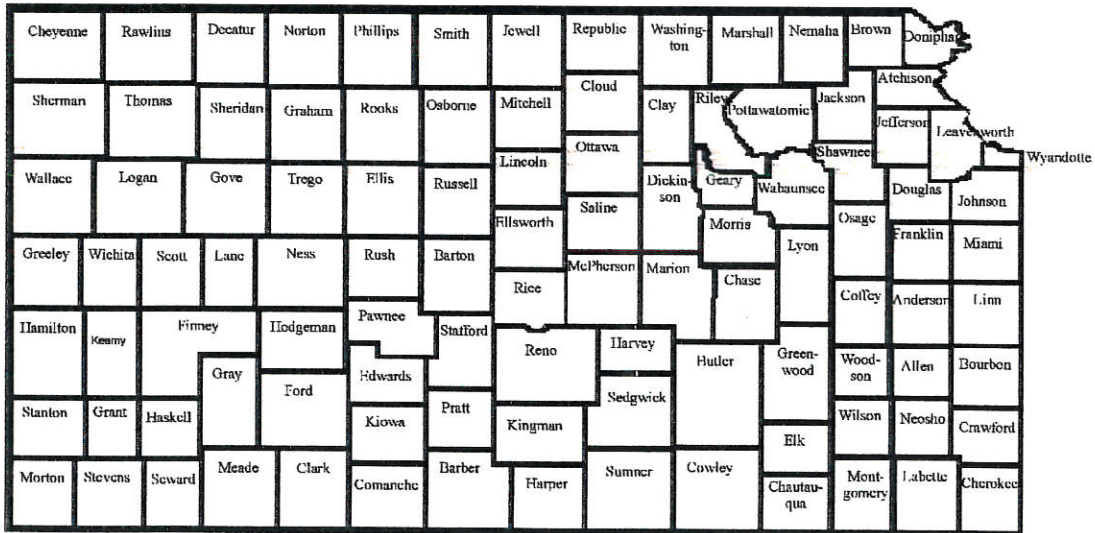 Cheyenne
Rawlins
Decatur
Norton
Phillips
Smith
Jewell
Republic
Washing-
ton
Marshall
Nemaha
Brown
Doniphan
Sherman
Thomas
Sheridan
Graham
Rooks
Osborne
Mitchell
Cloud
Clay
Riley
Pottawatomie
Jackson
Atchison
Jefferson
Leavenworth
Wyandotte
Wallace
Logan
Gove
Trego
Ellis
Russell
Lincoln
Ottawa
Dickin-
son
Geary
Wabaunsee
Shawnee
Douglas
Johnson
Ellsworth
Saline
Morris
Osage
Franklin
Miami
Greeley
Wichita
Scott
Lane
Ness
Rush
Barton
Rice
McPherson
Marion
Chase
Lyon
Coffey
Anderson
Linn
Hamilton
Kearny
Finney
Hodgeman
Pawnee
Stafford
Reno
Harvey
Butler
Green-
wood
Wood-
son
Allen
Bourbon
Gray
Ford
Edwards
Sedgwick
Stanton
Grant
Haskell
Kiowa
Pratt
Kingman
Elk
Wilson
Neosho
Crawford
Morton
Stevens
Seward
Meade
Clark
Comanche
Barber
Harper
Sumner
Cowley
Chautau-
qua
Mont-
gomery
Labette
Cherokee